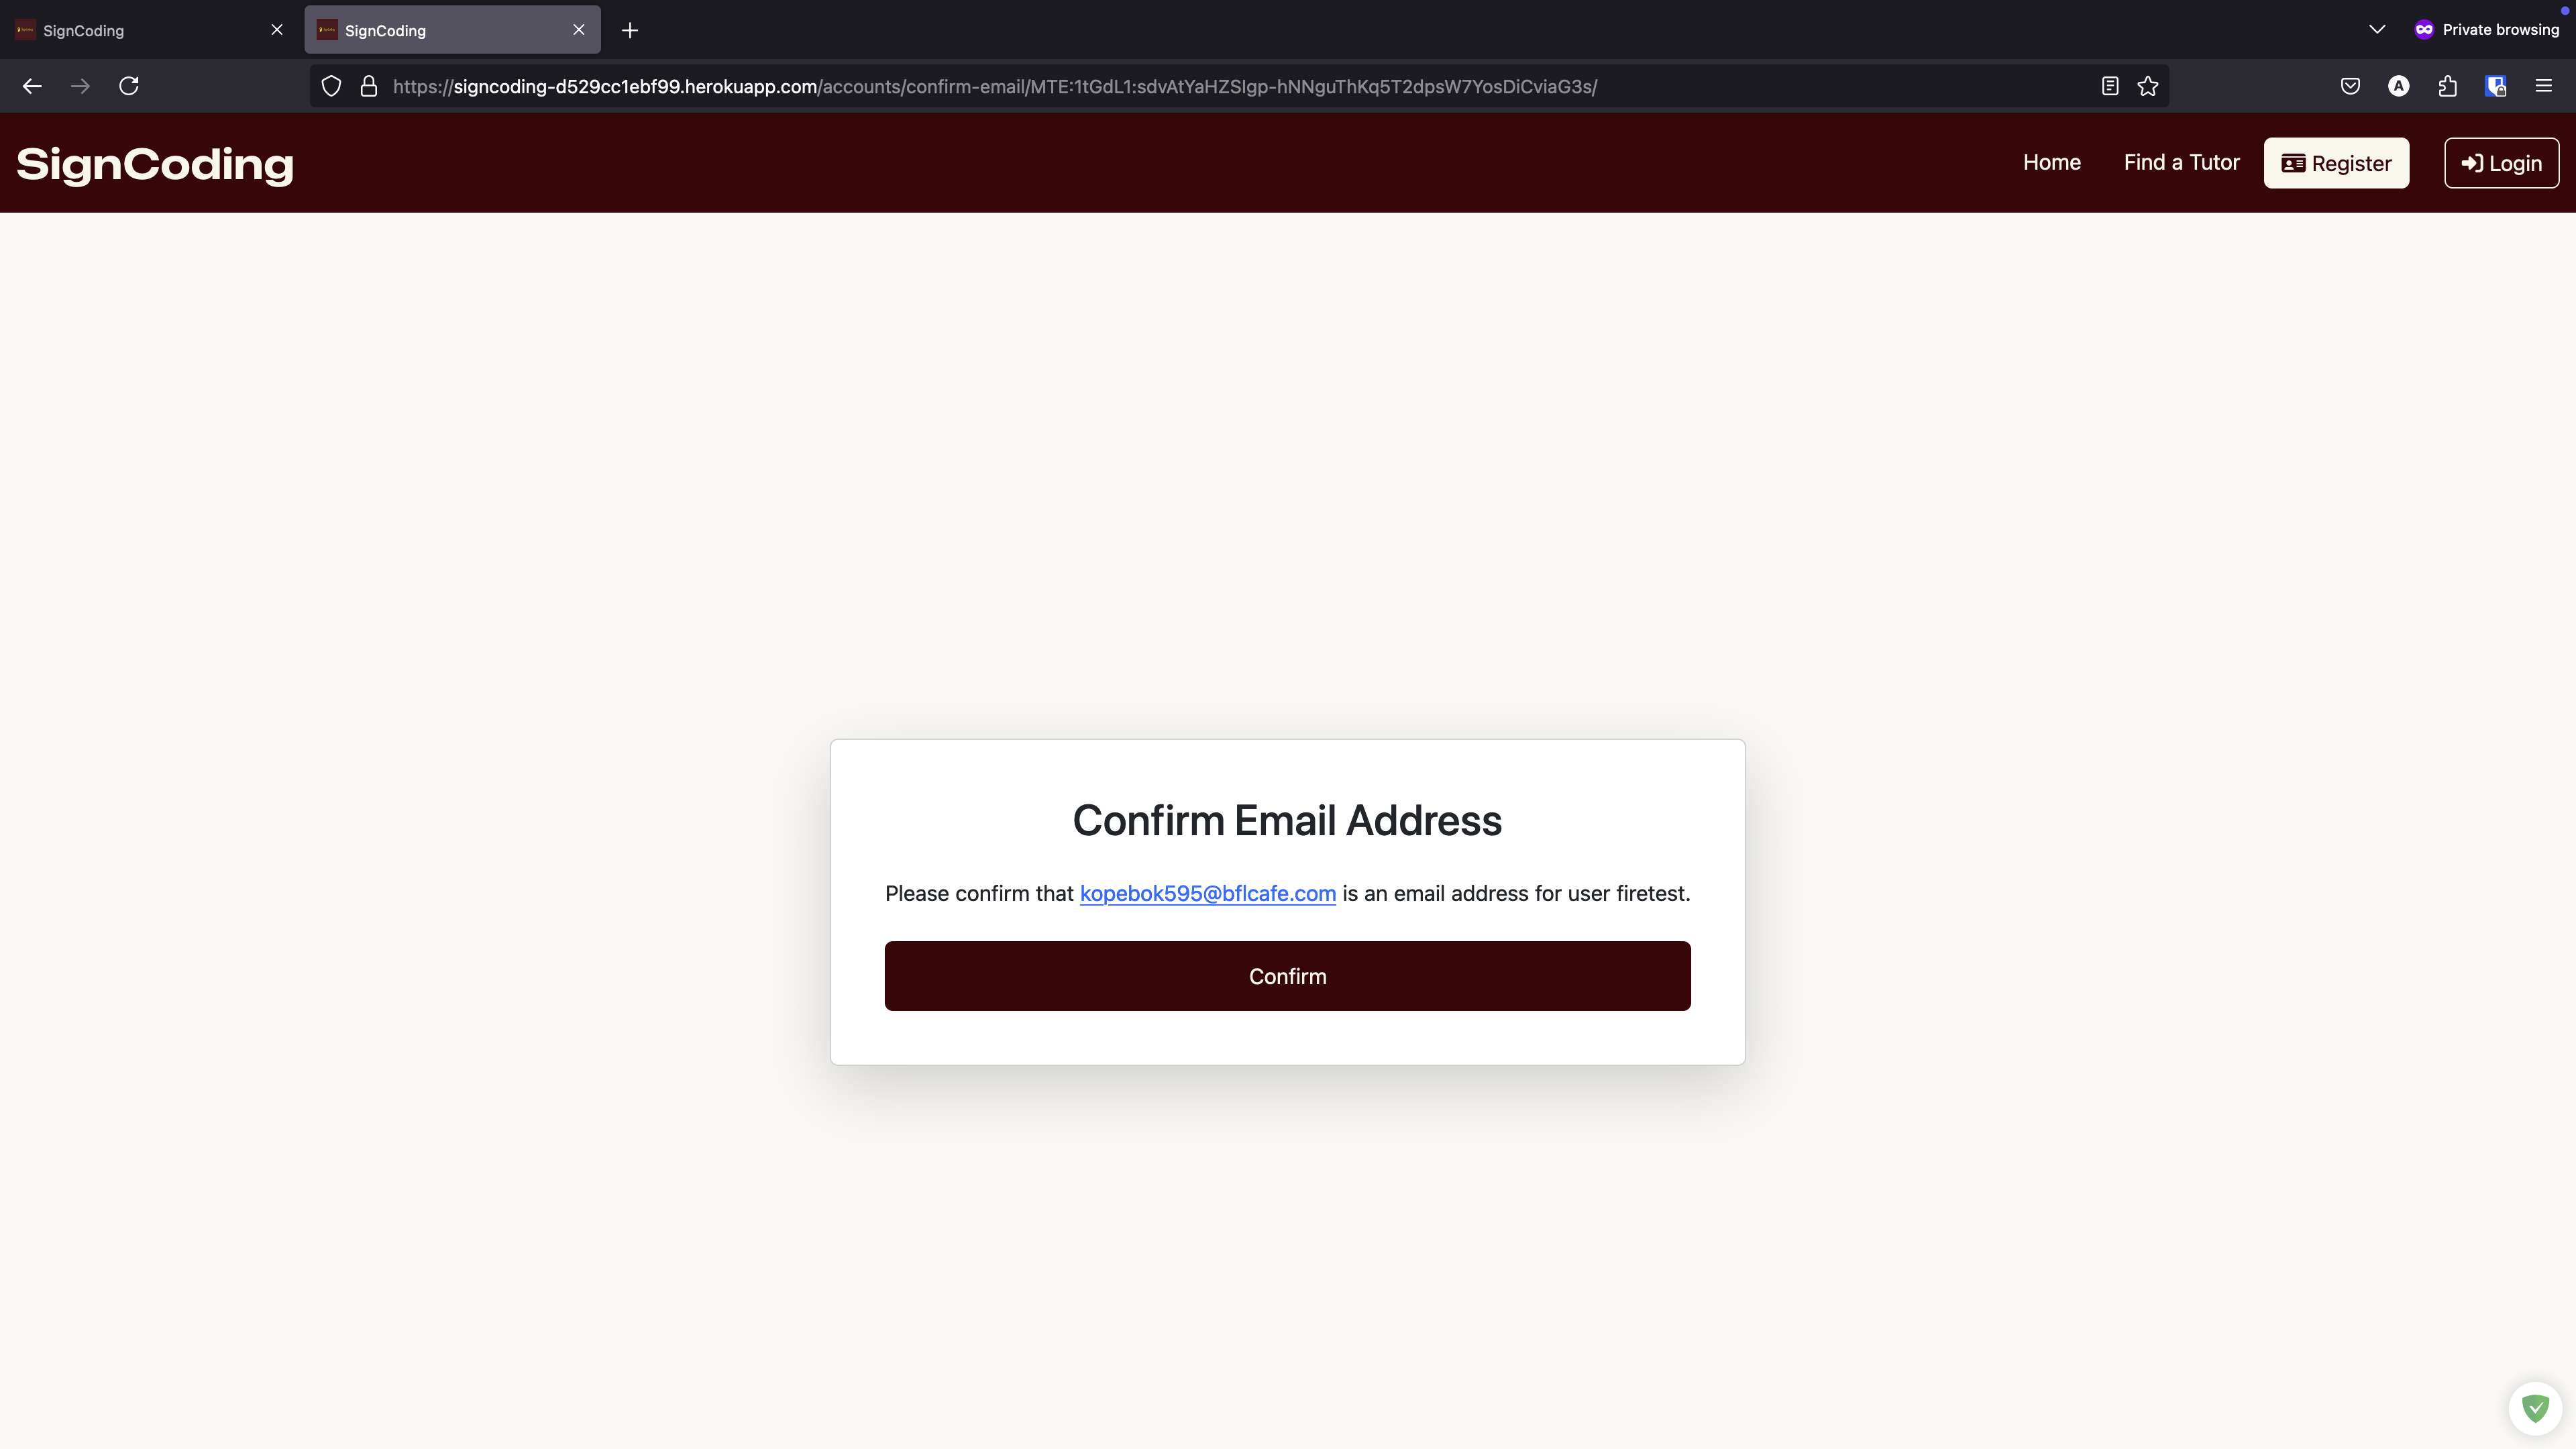 SignCoding
SignCoding
Private browsing
https://signcoding-d529cc1ebf99.herokuapp.com/accounts/confirm-email/MTE:1tGdL1:sdvAtYaHZSIgp-hNNguThKq5T2dpsW7YosDiCviaG3s/
A
SignCoding
Home
Find a Tutor
Register
Login
Confirm Email Address
Please confirm that kopebok595@bflcafe.com is an email address for user firetest.
Confirm